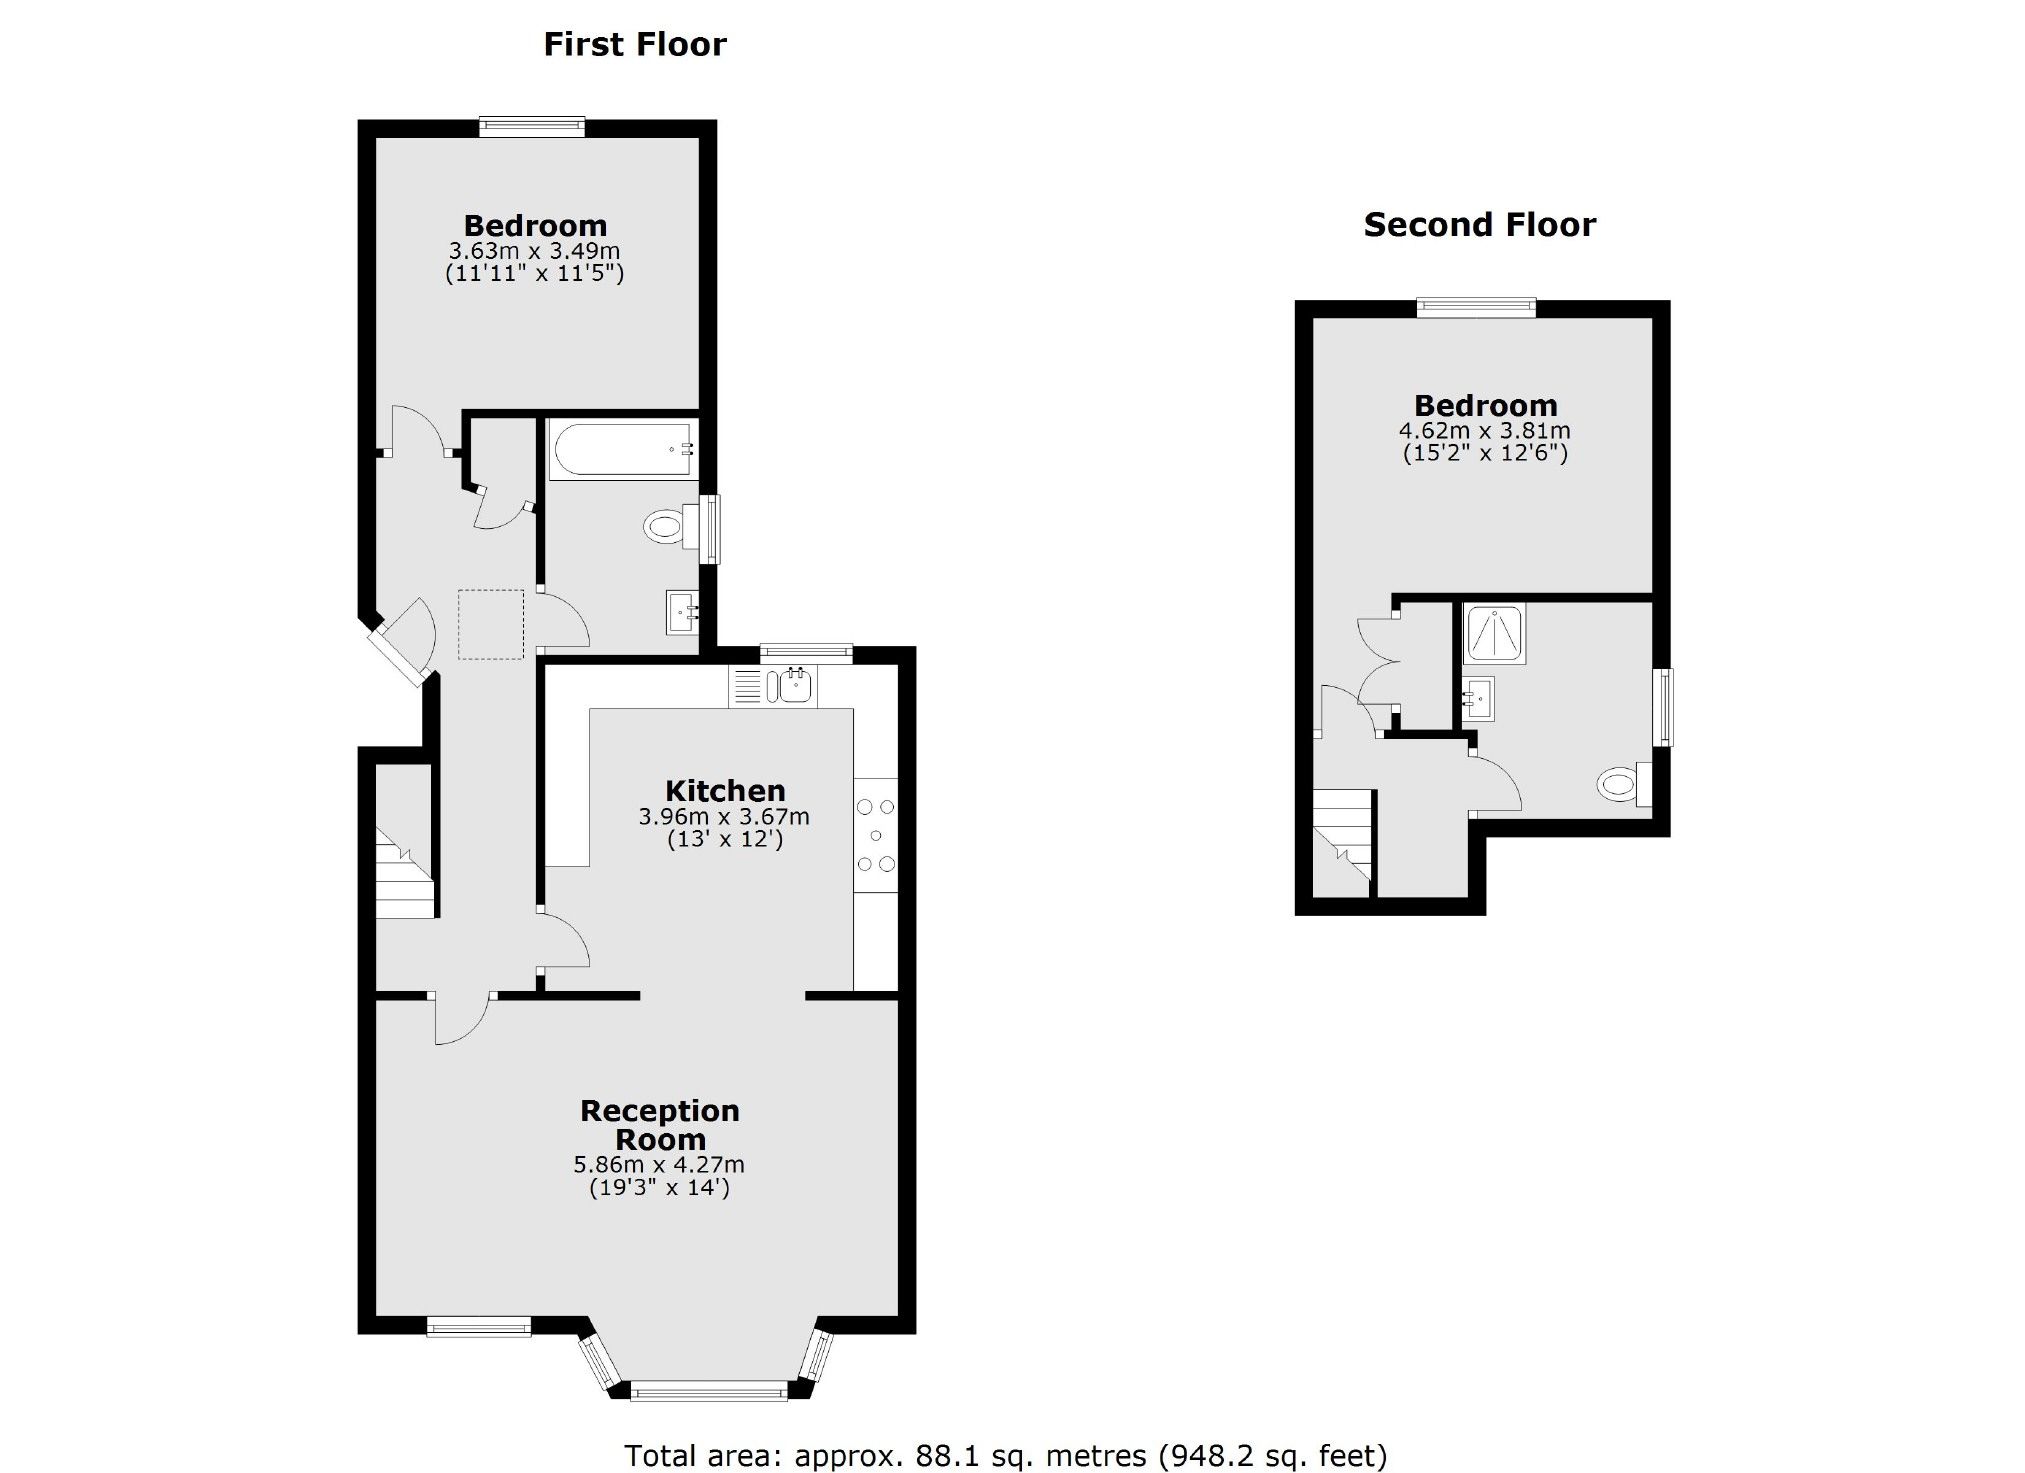 First Floor
Bedroom
3.63m x 3.49m
(11'11" x 11'5")
Kitchen
3.96m x 3.67m
(13' x 12')
Reception
Room
5.86m x 4.27m
(19'3" x 14')
Second Floor
Bedroom
4.62m x 3.81m
(15'2" x 12'6")
Total area: approx. 88.1 sq. metres (948.2 sq. feet)